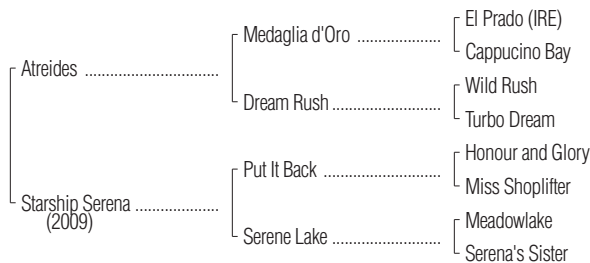 El Prado (IRE)
Medaglia d'Oro
Cappucino Bay
Atreides
Wild Rush
Dream Rush
Turbo Dream
Honour and Glory
Put It Back
Miss Shoplifter
Starship Serena
(2009)
Meadowlake
Serene Lake
Serena's Sister